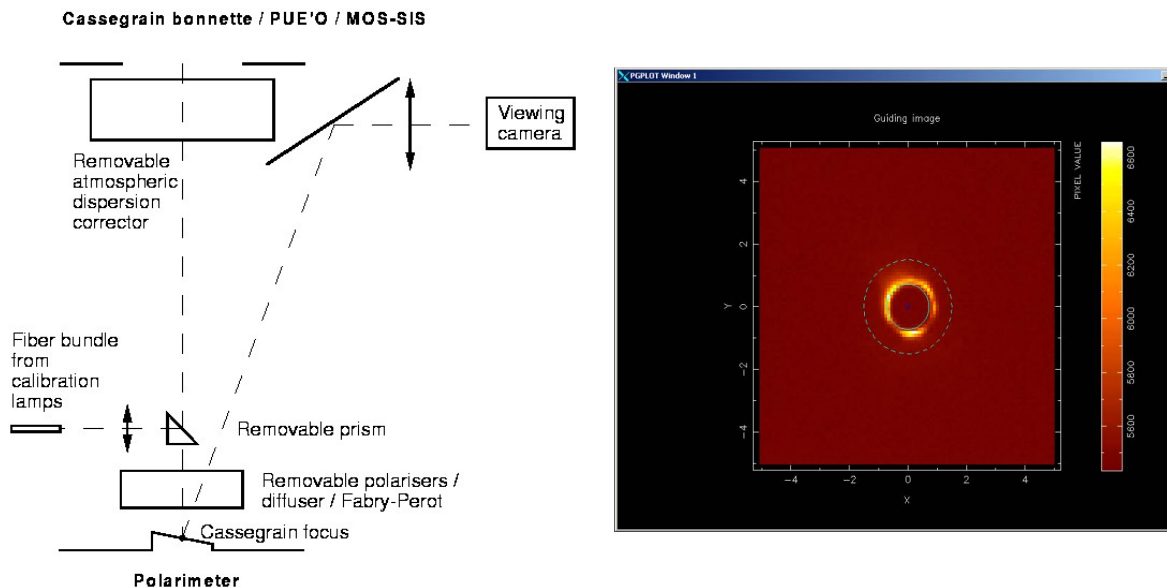 Cassegrain bonnette / PUE'O / MOS-SIS
Viewing
camera
Removable
atmospheric
dispersion
corrector
Fiber bundle
from
calibration
lamps
Removable prism
Removable polarisers /
diffuser / Fabry-Perot
Cassegrain focus
Polarimeter
PGPLOT Window 1
Guiding image
PIXEL VALUE
6600
6400
6200
6000
5800
5600
Y
4
2
0
−2
−4
−4 −2 0 2 4
X